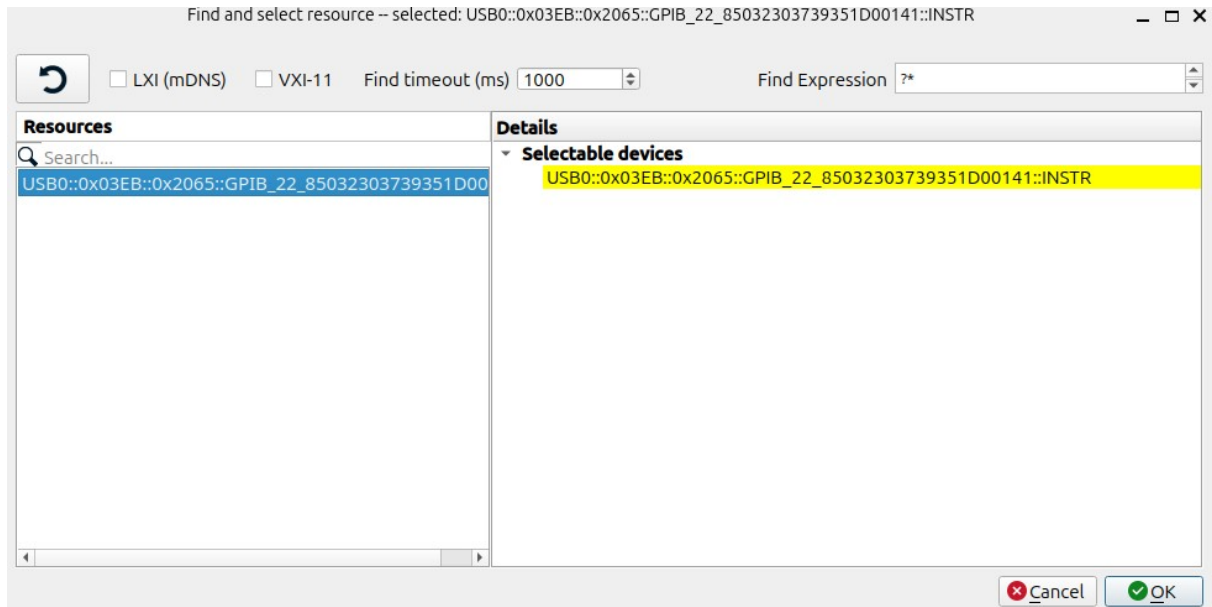 Find and select resource -- selected: USB0::0x03EB::0x2065::GPIB_22_85032303739351D00141::INSTR
LXI (mDNS) VXI-11 Find timeout (ms) 1000 Find Expression ?*
Resources
Search...
USB0::0x03EB::0x2065::GPIB_22_85032303739351D00
Details
Selectable devices
USB0::0x03EB::0x2065::GPIB_22_85032303739351D00141::INSTR
Cancel OK